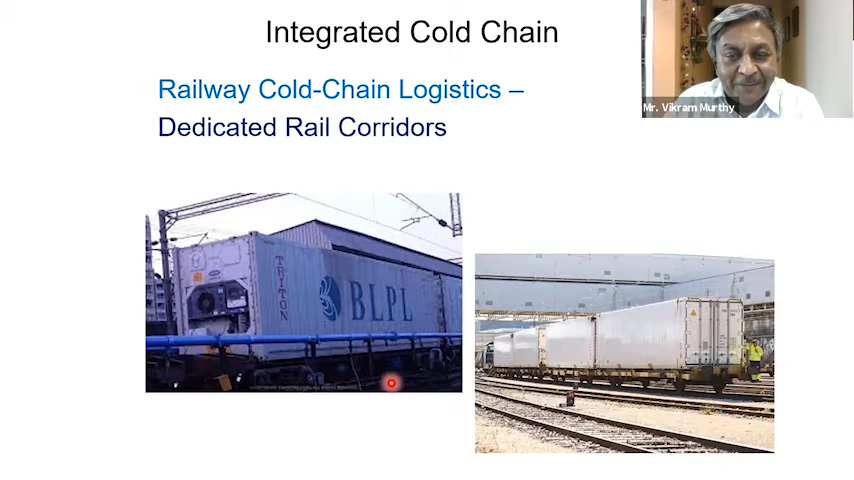 Integrated Cold Chain
Mr. Vikram Murthy
Railway Cold-Chain Logistics –
Dedicated Rail Corridors
TRITON
BLPL